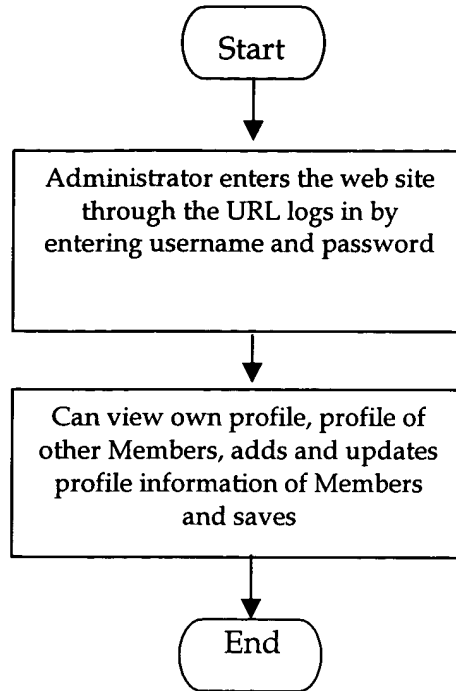 Start
Administrator enters the web site
through the URL logs in by
entering username and password
Can view own profile, profile of
other Members, adds and updates
profile information of Members
and saves
End